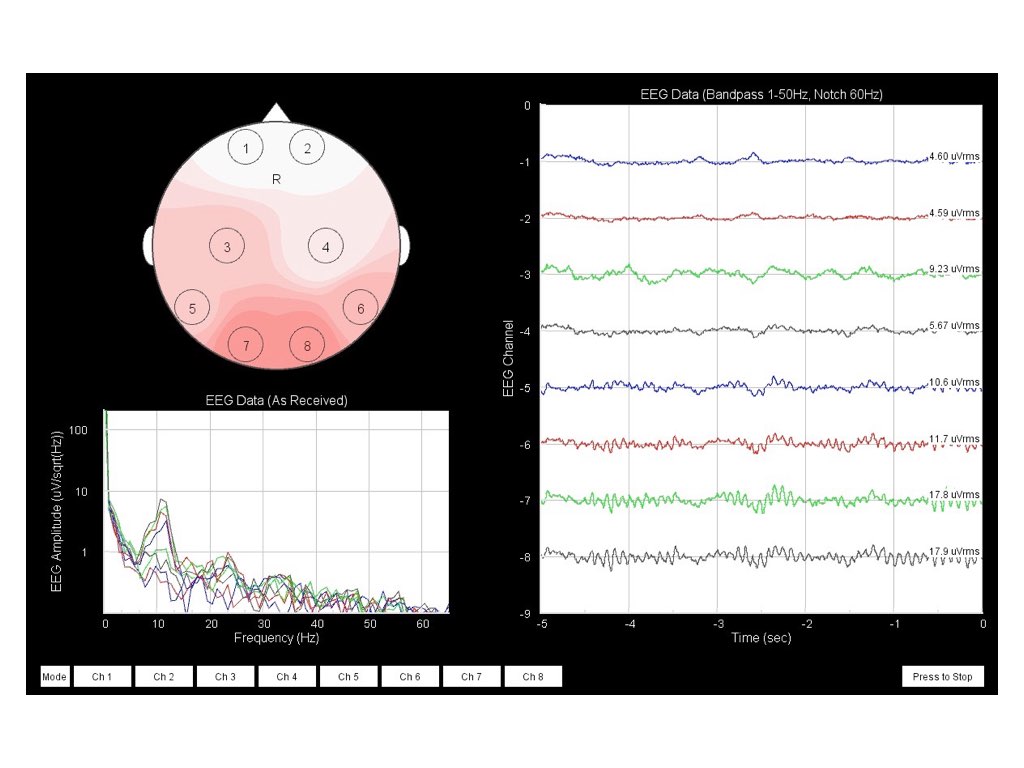 EEG Data (Bandpass 1-50Hz, Notch 60Hz)
1
2
R
3
4
5
6
7
8
0
-1
-2
-3
-4
-5
-6
-7
-8
-9
EEG Channel
4.60 uVrms
4.59 uVrms
9.23 uVrms
5.67 uVrms
10.6 uVrms
11.7 uVrms
17.8 uVrms
17.9 uVrms
-5 -4 -3 -2 -1 0
Time (sec)
EEG Data (As Received)
EEG Amplitude (uV/sqrt(Hz))
100
10
1
0 10 20 30 40 50 60
Frequency (Hz)
Mode Ch 1 Ch 2 Ch 3 Ch 4 Ch 5 Ch 6 Ch 7 Ch 8 Press to Stop